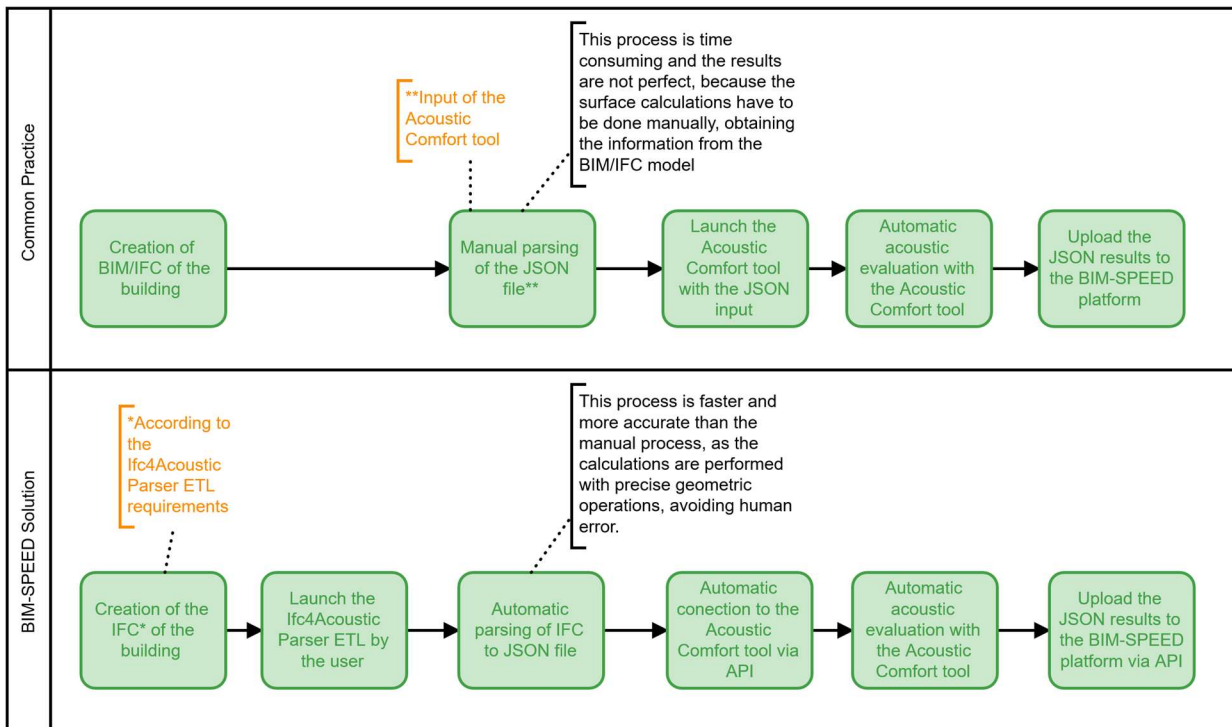 Common Practice
**Input of the
Acoustic
Comfort tool
This process is time
consuming and the results
are not perfect, because the
surface calculations have to
be done manually, obtaining
the information from the
BIM/IFC model
Creation of
BIM/IFC of the
building
Manual parsing
of the JSON
file**
Launch the
Acoustic
Comfort tool
with the JSON
input
Automatic
acoustic
evaluation with
the Acoustic
Comfort tool
Upload the
JSON results to
the BIM-SPEED
platform
BIM-SPEED Solution
*According to
the
Ifc4Acoustic
Parser ETL
requirements
This process is faster and
more accurate than the
manual process, as the
calculations are performed
with precise geometric
operations, avoiding human
error.
Creation of the
IFC* of the
building
Launch the
Ifc4Acoustic
Parser ETL by
the user
Automatic
parsing of IFC
to JSON file
Automatic
conection to the
Acoustic
Comfort tool via
API
Automatic
acoustic
evaluation with
the Acoustic
Comfort tool
Upload the
JSON results to
the BIM-SPEED
platform via API